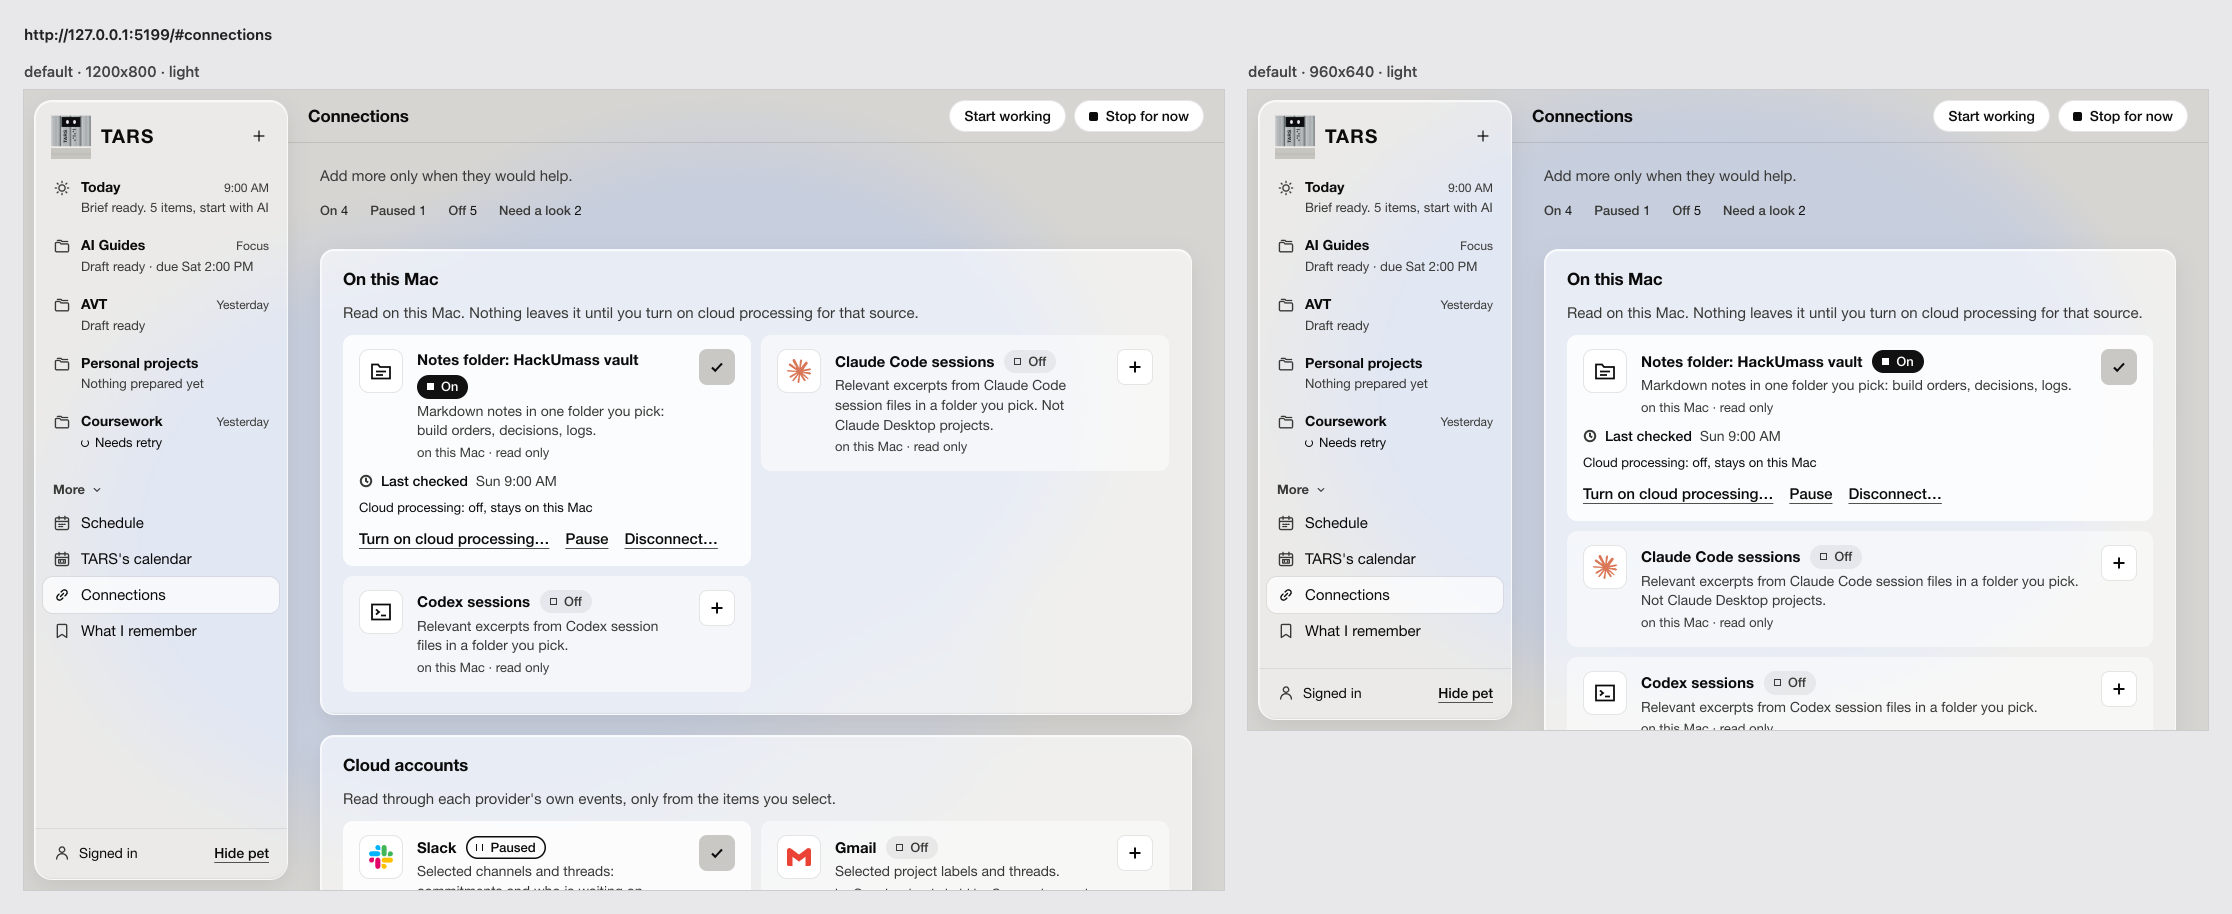 http://127.0.0.1:5199/#connections
default · 1200x800 · light
TARS
Today
9:00 AM
Brief ready. 5 items, start with AI
AI Guides
Focus
Draft ready · due Sat 2:00 PM
AVT
Yesterday
Draft ready
Personal projects
Nothing prepared yet
Coursework
Yesterday
Needs retry
More
Schedule
TARS's calendar
Connections
What I remember
Signed in
Hide pet
Connections
Start working
Stop for now
Add more only when they would help.
On 4 Paused 1 Off 5 Need a look 2
On this Mac
Read on this Mac. Nothing leaves it until you turn on cloud processing for that source.
Notes folder: HackUmass vault
On
Markdown notes in one folder you pick:
build orders, decisions, logs.
on this Mac · read only
Last checked Sun 9:00 AM
Cloud processing: off, stays on this Mac
Turn on cloud processing... Pause Disconnect...
Claude Code sessions Off
Relevant excerpts from Claude Code
session files in a folder you pick. Not
Claude Desktop projects.
on this Mac · read only
Codex sessions Off
Relevant excerpts from Codex session
files in a folder you pick.
on this Mac · read only
Cloud accounts
Read through each provider's own events, only from the items you select.
Slack Paused
Selected channels and threads:
Gmail Off
Selected project labels and threads.
default · 960x640 · light
TARS
Today
9:00 AM
Brief ready. 5 items, start with AI
AI Guides
Focus
Draft ready · due Sat 2:00 PM
AVT
Yesterday
Draft ready
Personal projects
Nothing prepared yet
Coursework
Yesterday
Needs retry
More
Schedule
TARS's calendar
Connections
What I remember
Signed in
Hide pet
Connections
Start working
Stop for now
Add more only when they would help.
On 4 Paused 1 Off 5 Need a look 2
On this Mac
Read on this Mac. Nothing leaves it until you turn on cloud processing for that source.
Notes folder: HackUmass vault On
Markdown notes in one folder you pick: build orders, decisions, logs.
on this Mac · read only
Last checked Sun 9:00 AM
Cloud processing: off, stays on this Mac
Turn on cloud processing... Pause Disconnect...
Claude Code sessions Off
Relevant excerpts from Claude Code session files in a folder you pick.
Not Claude Desktop projects.
on this Mac · read only
Codex sessions Off
Relevant excerpts from Codex session files in a folder you pick.
on this Mac · read only